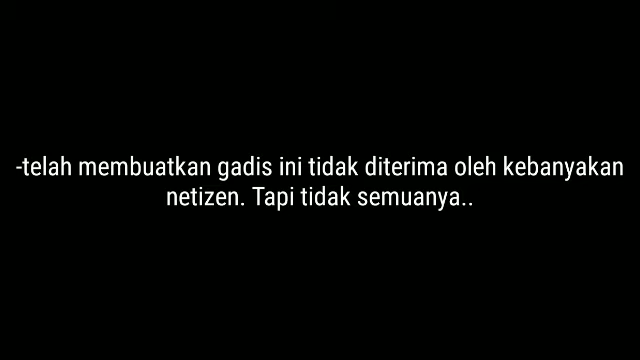 -telah membuatkan gadis ini tidak diterima oleh kebanyakan
netizen. Tapi tidak semuanya..